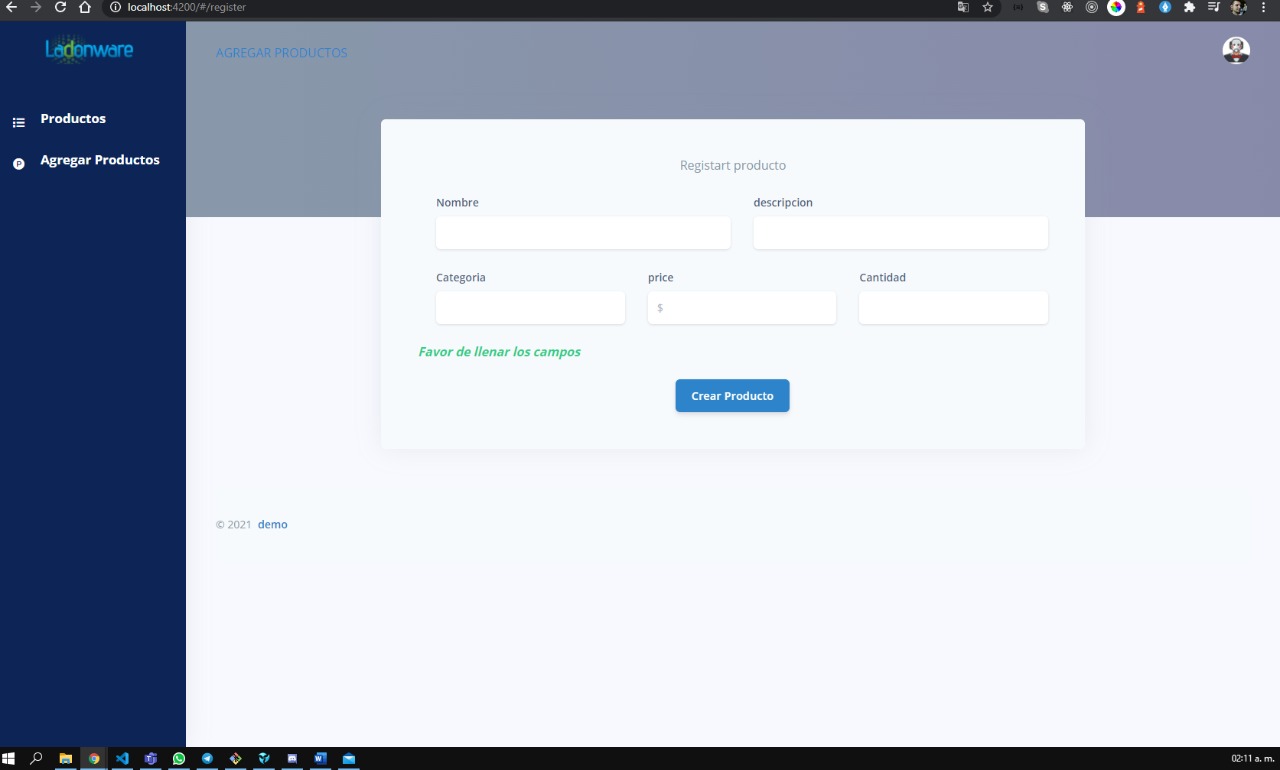 localhost:4200/#/register
Ladonware
AGREGAR PRODUCTOS
Productos
Agregar Productos
Registart producto
Nombre
descripcion
Categoria
price
Cantidad
$
Favor de llenar los campos
Crear Producto
© 2021 demo
02:11 a. m.